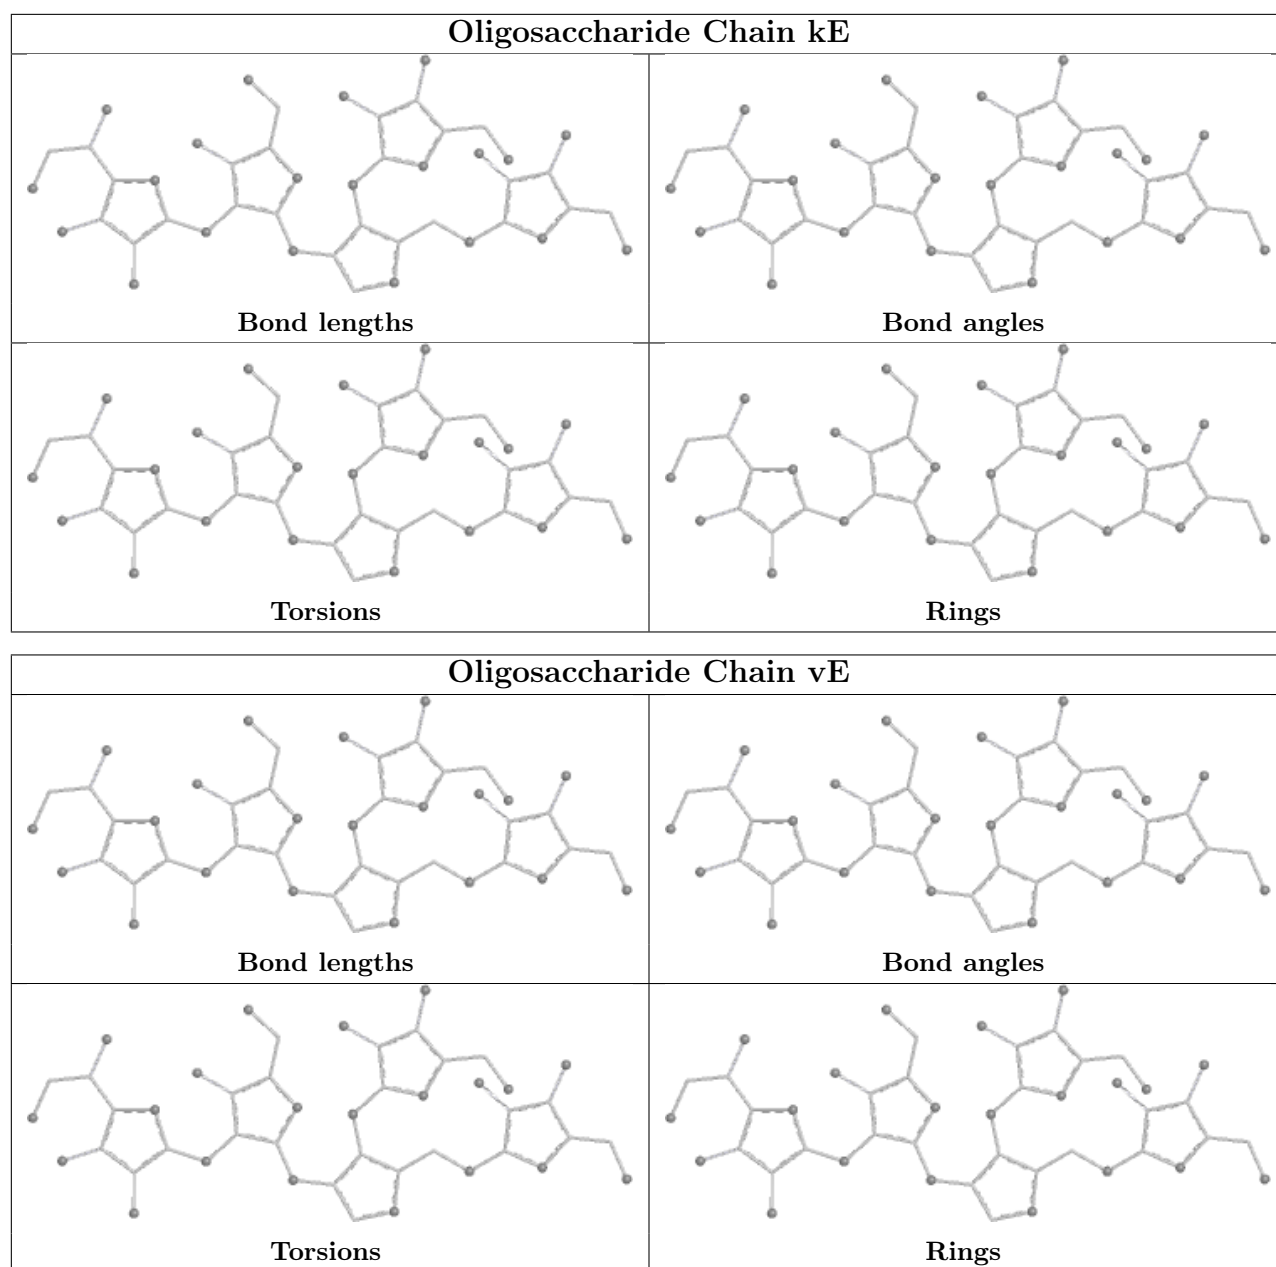 Oligosaccharide Chain kE
Bond lengths
Bond angles
Torsions
Rings
Oligosaccharide Chain vE
Bond lengths
Bond angles
Torsions
Rings